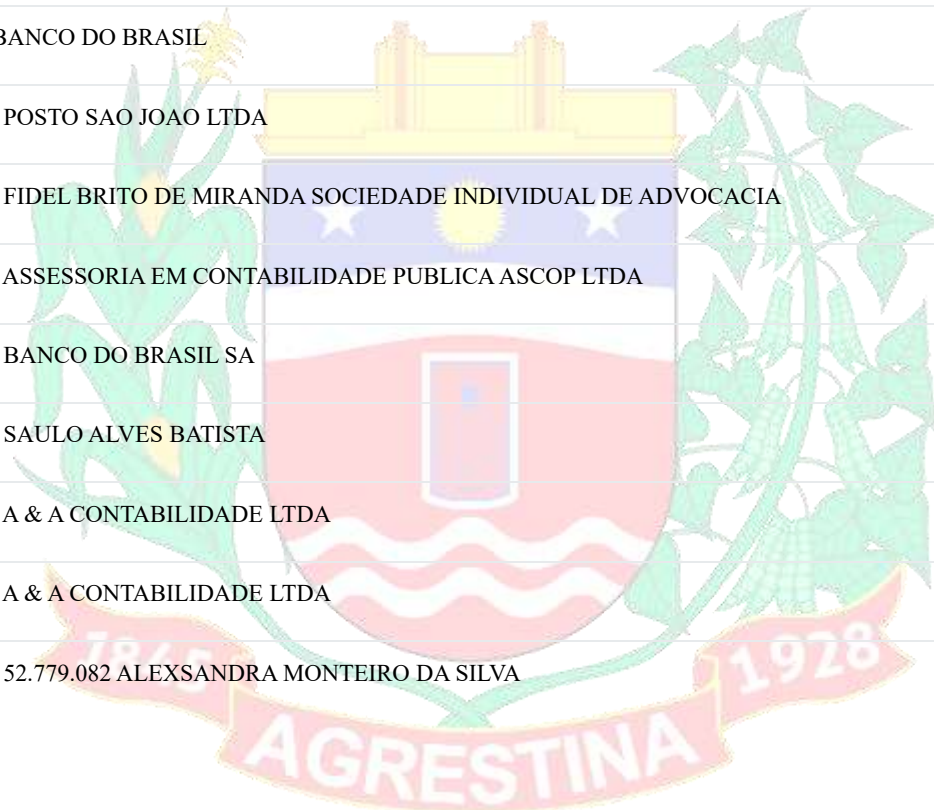 BANCO DO BRASIL
POSTO SAO JOAO LTDA
FIDEL BRITO DE MIRANDA SOCIEDADE INDIVIDUAL DE ADVOCACIA
ASSESSORIA EM CONTABILIDADE PUBLICA ASCOP LTDA
BANCO DO BRASIL SA
SAULO ALVES BATISTA
A & A CONTABILIDADE LTDA
A & A CONTABILIDADE LTDA
52.779.082 ALEXSANDRA MONTEIRO DA SILVA
1845
1928
AGRESTINA